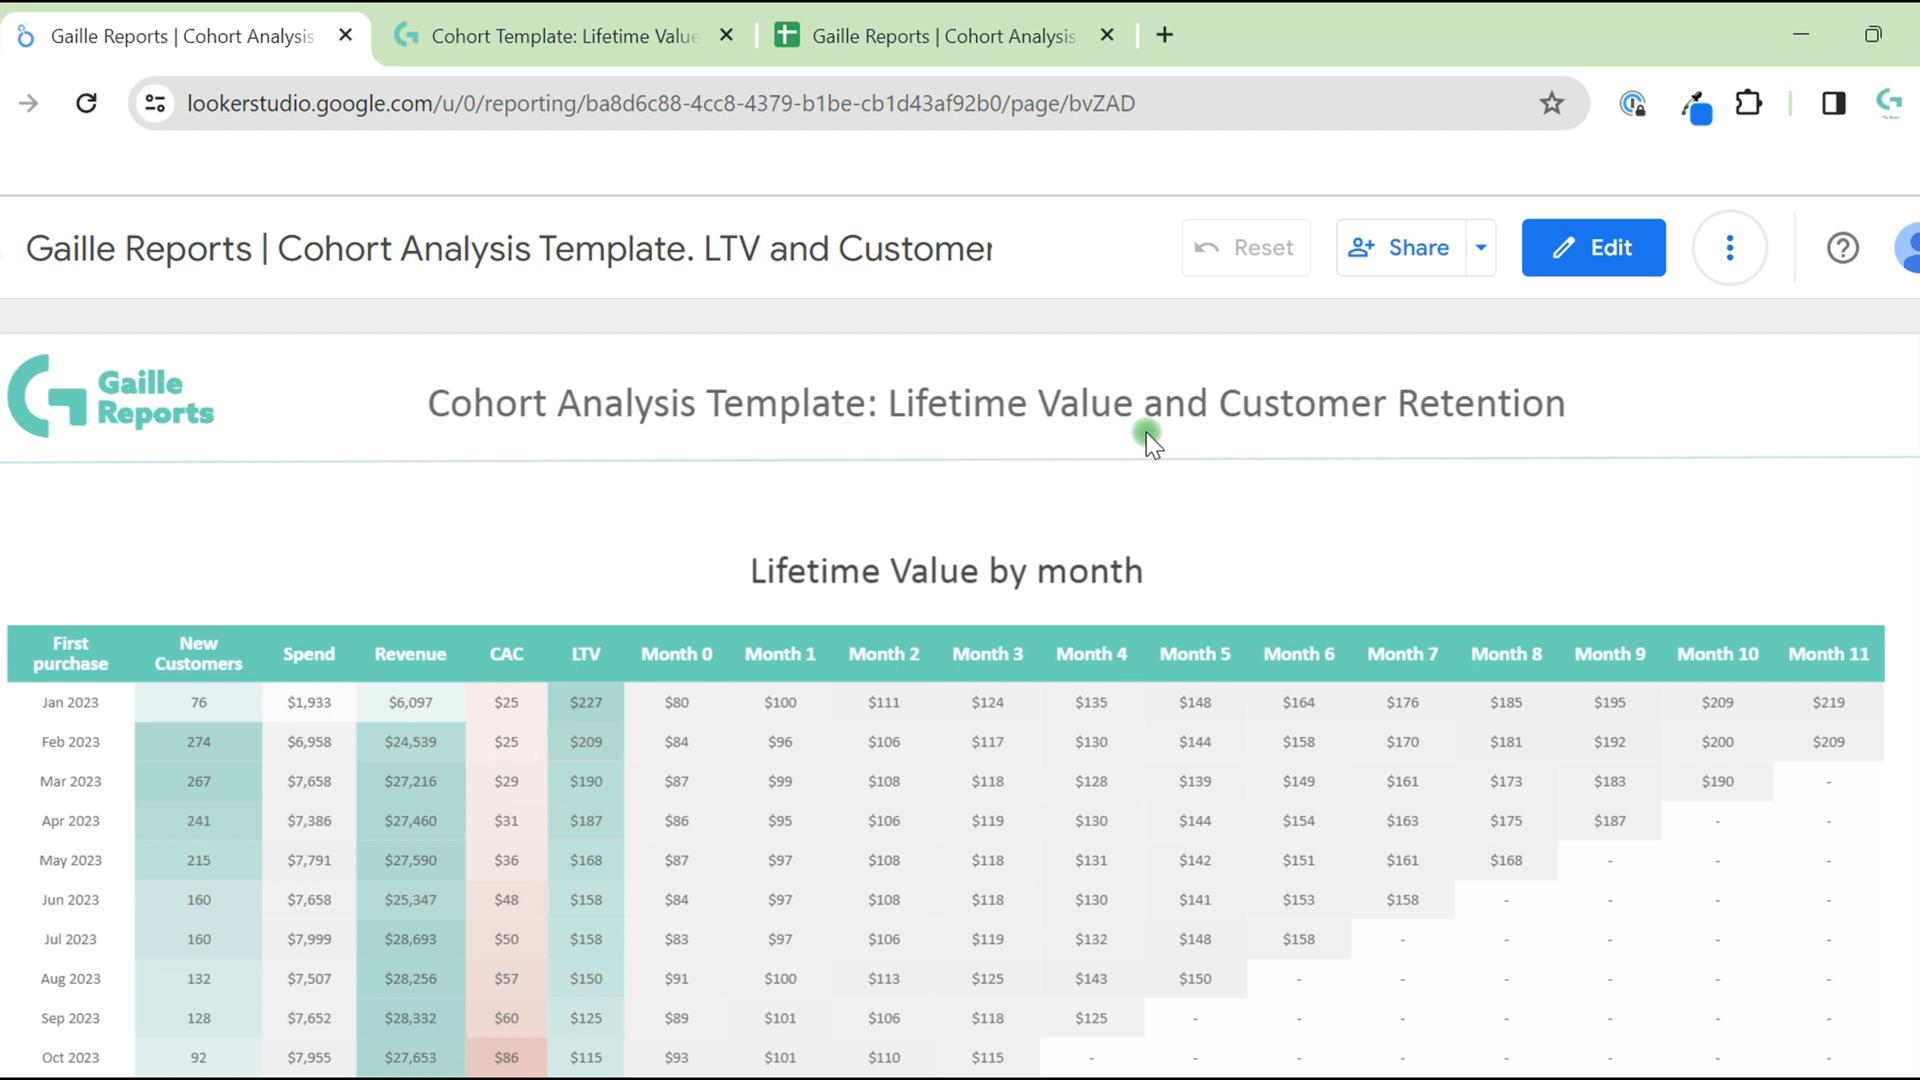 Gaille Reports | Cohort Analysis
Cohort Template: Lifetime Value
Gaille Reports | Cohort Analysis
lookerstudio.google.com/u/0/reporting/ba8d6c88-4cc8-4379-b1be-cb1d43af92b0/page/bvZAD
Gaille Reports | Cohort Analysis Template. LTV and Customer
Reset
Share
Edit
Gaille
Reports
Cohort Analysis Template: Lifetime Value and Customer Retention
Lifetime Value by month
First purchase New Customers Spend Revenue CAC LTV Month 0 Month 1 Month 2 Month 3 Month 4 Month 5 Month 6 Month 7 Month 8 Month 9 Month 10 Month 11
Jan 2023 76 $1,933 $6,097 $25 $227 $80 $100 $111 $124 $135 $148 $164 $176 $185 $195 $209 $219
Feb 2023 274 $6,958 $24,539 $25 $209 $84 $96 $106 $117 $130 $144 $158 $170 $181 $192 $200 $209
Mar 2023 267 $7,658 $27,216 $29 $190 $87 $99 $108 $118 $128 $139 $149 $161 $173 $183 $190 -
Apr 2023 241 $7,386 $27,460 $31 $187 $86 $95 $106 $119 $130 $144 $154 $163 $175 $187 - -
May 2023 215 $7,791 $27,590 $36 $168 $87 $97 $108 $118 $131 $142 $151 $161 $168 - - -
Jun 2023 160 $7,658 $25,347 $48 $158 $84 $97 $108 $118 $130 $141 $153 $158 - - - -
Jul 2023 160 $7,999 $28,693 $50 $158 $83 $97 $106 $119 $132 $148 $158 - - - - -
Aug 2023 132 $7,507 $28,256 $57 $150 $91 $100 $113 $125 $143 $150 - - - - - -
Sep 2023 128 $7,652 $28,332 $60 $125 $89 $101 $106 $118 $125 - - - - - - -
Oct 2023 92 $7,955 $27,653 $86 $115 $93 $101 $110 $115 - - - - - - - -